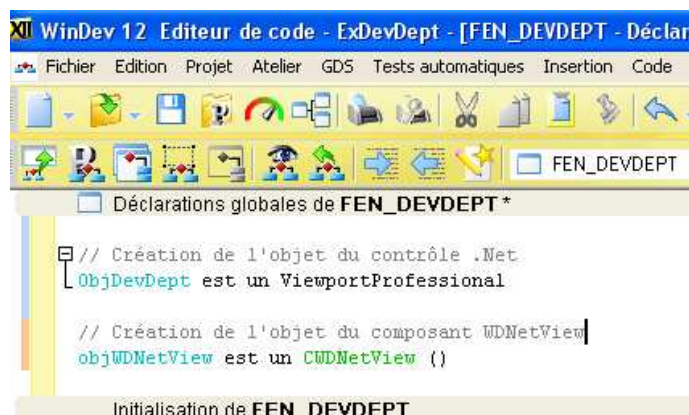 WinDev 12 Editeur de code - ExDevDept - [FEN_DEVDEPT - Déclar
Fichier Edition Projet Atelier GDS Tests automatiques Insertion Code
FEN_DEVDEPT
Déclarations globales de FEN_DEVDEPT *
// Création de l'objet du contrôle .Net
ObjDevDept est un ViewportProfessional
// Création de l'objet du composant WDNetView
objWDNetView est un CWDNetView ()
Initialisation de FEN_DEVDEPT